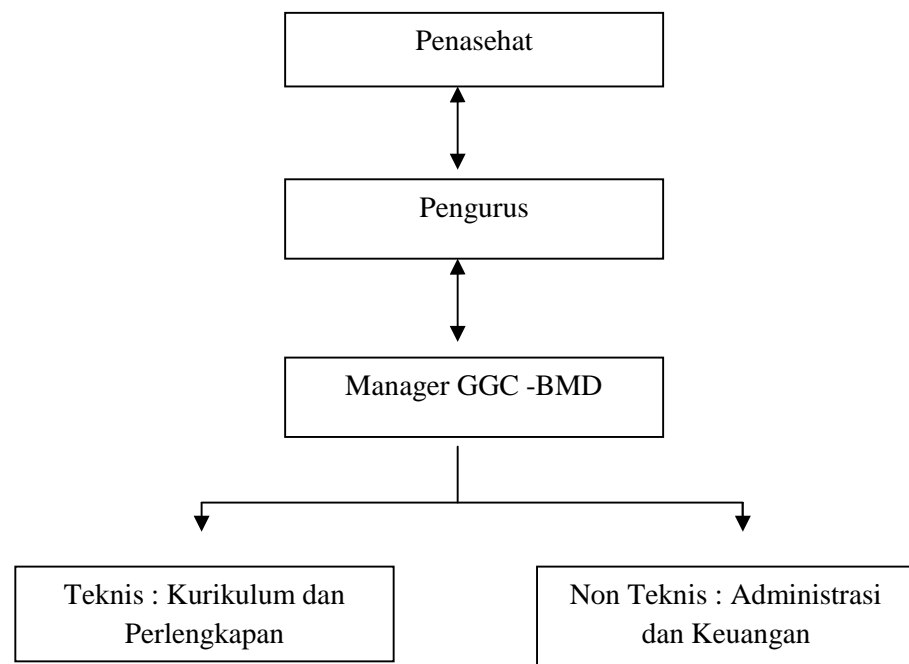 Penasehat
Pengurus
Manager GGC -BMD
Teknis : Kurikulum dan
Perlengkapan
Non Teknis : Administrasi
dan Keuangan